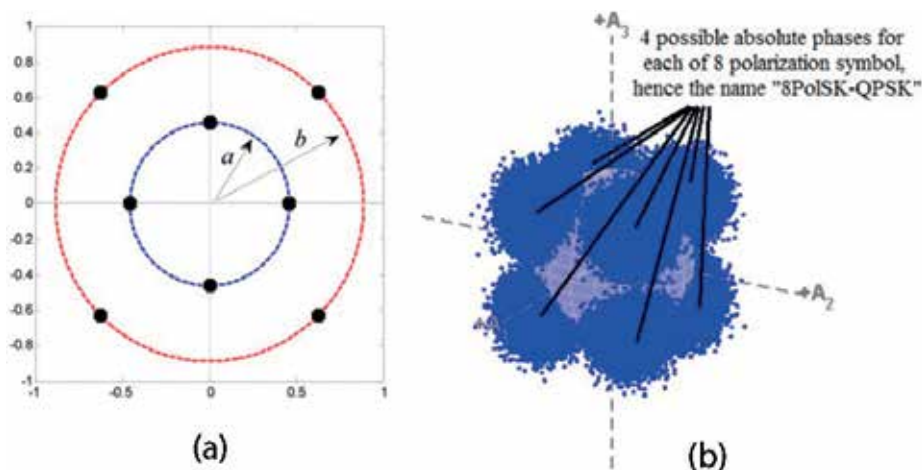 1
0.8
0.6
0.4
0.2
0
-0.2
-0.4
-0.6
-0.8
-1
-1
-0.5
0
0.5
1
a
b
(a)
+A3
4 possible absolute phases for
each of 8 polarization symbol,
hence the name "8PolSK-QPSK"
+A2
(b)